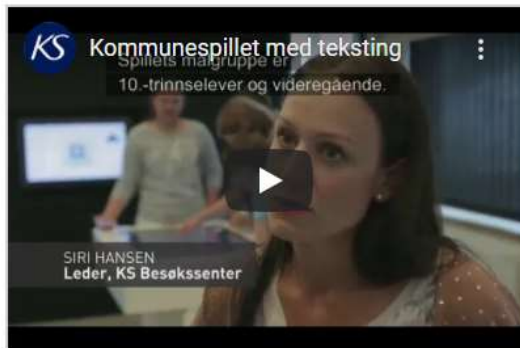 KS
Kommunespillet med teksting
Spillets målgruppe er
10.-trinnselever og videregående.
SIRI HANSEN
Leder, KS Besøkssenter